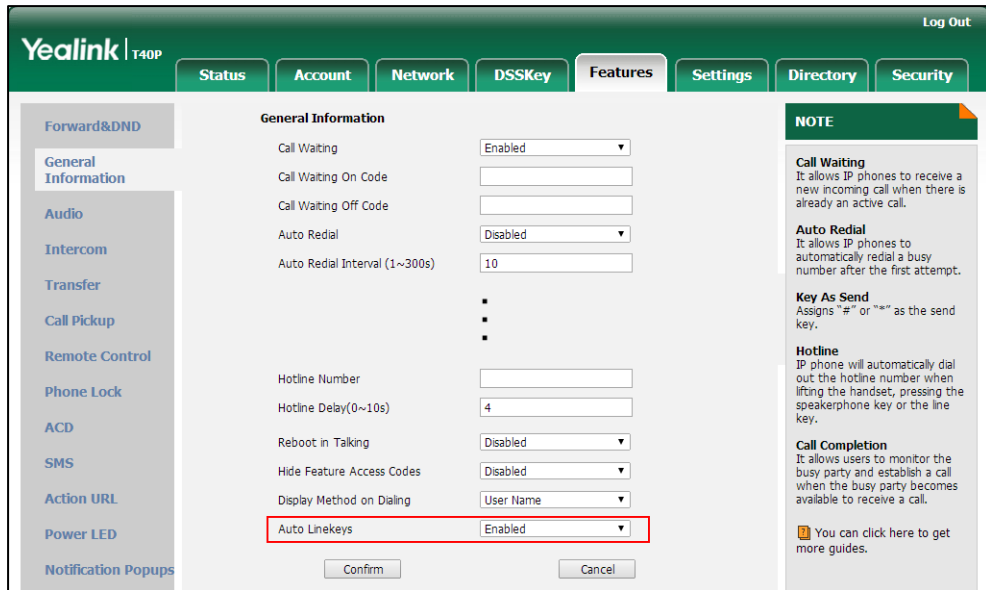 Log Out
Yealink T40P
Status Account Network DSSKey Features Settings Directory Security
Forward&DND
General
Information
Audio
Intercom
Transfer
Call Pickup
Remote Control
Phone Lock
ACD
SMS
Action URL
Power LED
Notification Popups
General Information
Call Waiting Enabled
Call Waiting On Code
Call Waiting Off Code
Auto Redial Disabled
Auto Redial Interval (1~300s) 10
Hotline Number
Hotline Delay(0~10s) 4
Reboot in Talking Disabled
Hide Feature Access Codes Disabled
Display Method on Dialing User Name
Auto Linekeys Enabled
Confirm Cancel
NOTE
Call Waiting
It allows IP phones to receive a
new incoming call when there is
already an active call.
Auto Redial
It allows IP phones to
automatically redial a busy
number after the first attempt.
Key As Send
Assigns "#" or "*" as the send
key.
Hotline
IP phone will automatically dial
out the hotline number when
lifting the handset, pressing the
speakerphone key or the line
key.
Call Completion
It allows users to monitor the
busy party and establish a call
when the busy party becomes
available to receive a call.
You can click here to get
more guides.